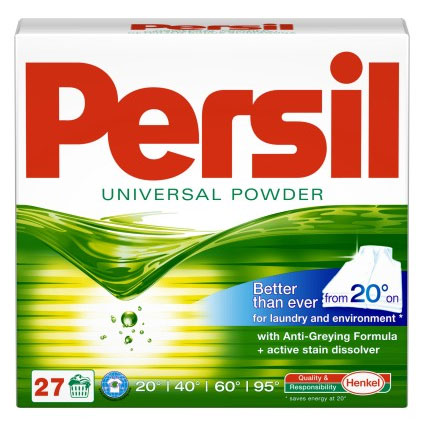 Persil
UNIVERSAL POWDER
Better
than ever from 20° on
for laundry and environment *
with Anti-Greying Formula
+ active stain dissolver
27 20° | 40° | 60° | 95°
Quality &
Responsibility
Henkel
* saves energy at 20°